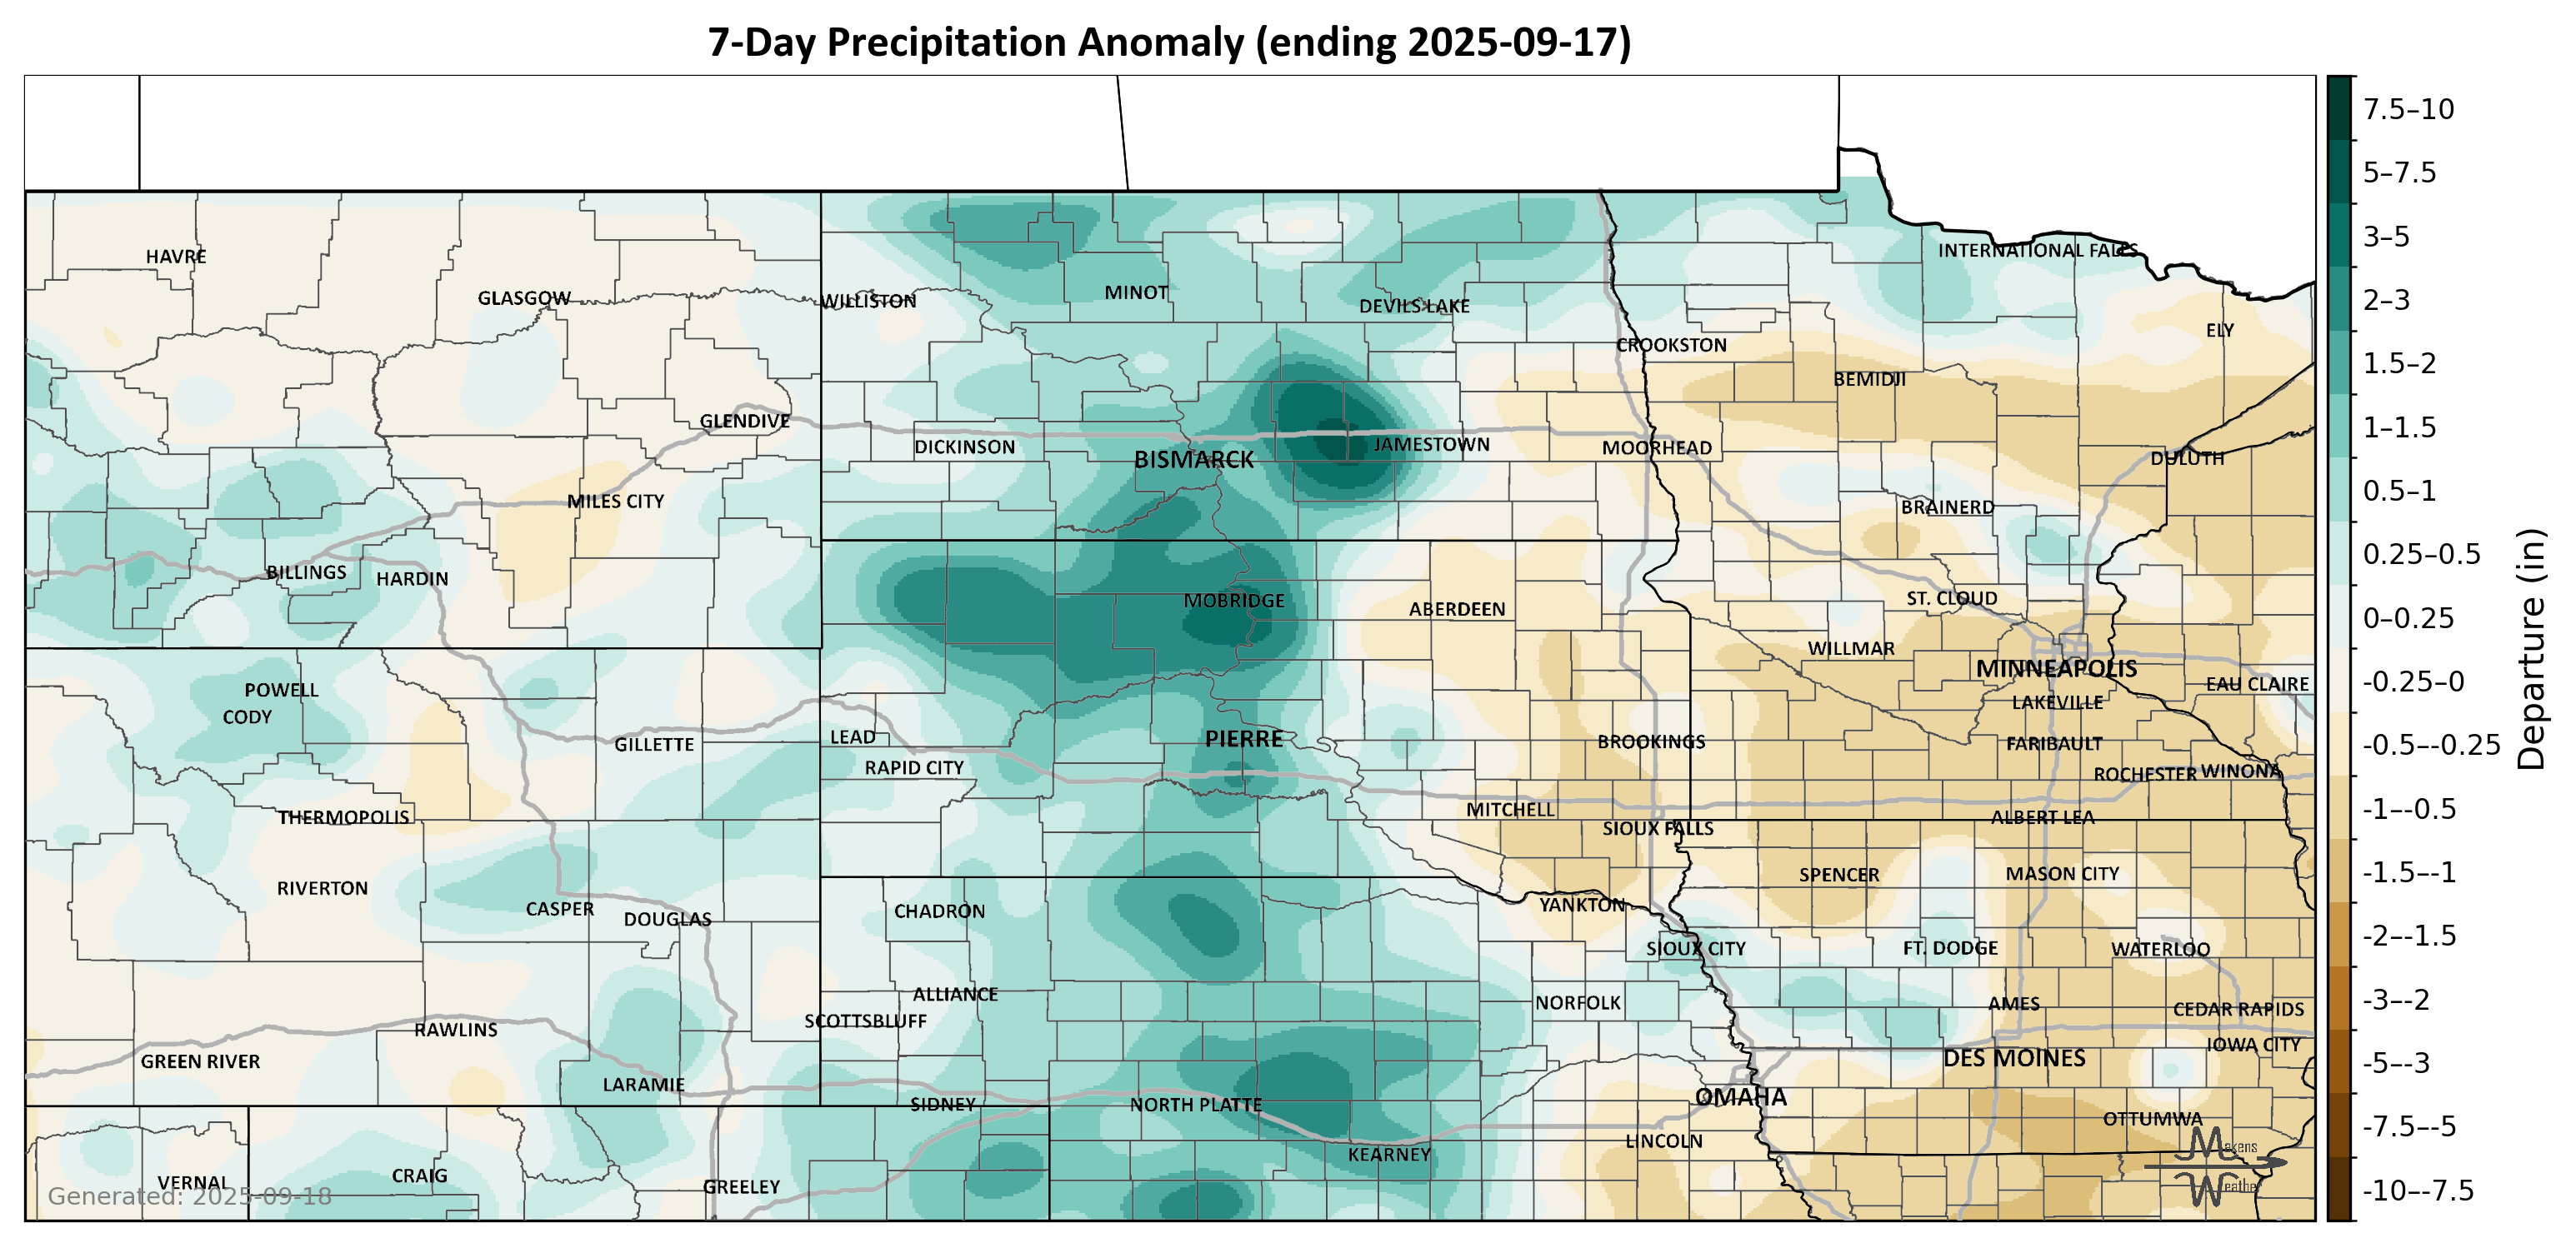 7-Day Precipitation Anomaly (ending 2025-09-17)
HAVRE
GLASGOW
WILLISTON
MINOT
DEVILS LAKE
INTERNATIONAL FALLS
CROOKSTON
ELY
BEMIDJI
GLENDIVE
DICKINSON
BISMARCK
JAMESTOWN
MOORHEAD
DULUTH
MILES CITY
BRAINERD
BILLINGS
HARDIN
MOBRIDGE
ABERDEEN
ST. CLOUD
WILLMAR
MINNEAPOLIS
EAU CLAIRE
POWELL
CODY
LAKEVILLE
GILLETTE
LEAD
PIERRE
BROOKINGS
FARIBAULT
RAPID CITY
ROCHESTER
WINONA
THERMOPOLIS
MITCHELL
SIOUX FALLS
ALBERT LEA
RIVERTON
CASPER
DOUGLAS
CHADRON
YANKTON
SPENCER
MASON CITY
SIOUX CITY
FT. DODGE
WATERLOO
ALLIANCE
SCOTTSBLUFF
NORFOLK
AMES
CEDAR RAPIDS
RAWLINS
GREEN RIVER
IOWA CITY
DES MOINES
LARAMIE
SIDNEY
NORTH PLATTE
OMAHA
OTTUMWA
LINCOLN
KEARNEY
VERNAL
CRAIG
GREELEY
Generated: 2025-09-18
Makens
Weather
7.5–10
5–7.5
3–5
2–3
1.5–2
1–1.5
0.5–1
0.25–0.5
0–0.25
-0.25–0
-0.5–-0.25
-1–-0.5
-1.5–-1
-2–-1.5
-3–-2
-5–-3
-7.5–-5
-10–-7.5
Departure (in)